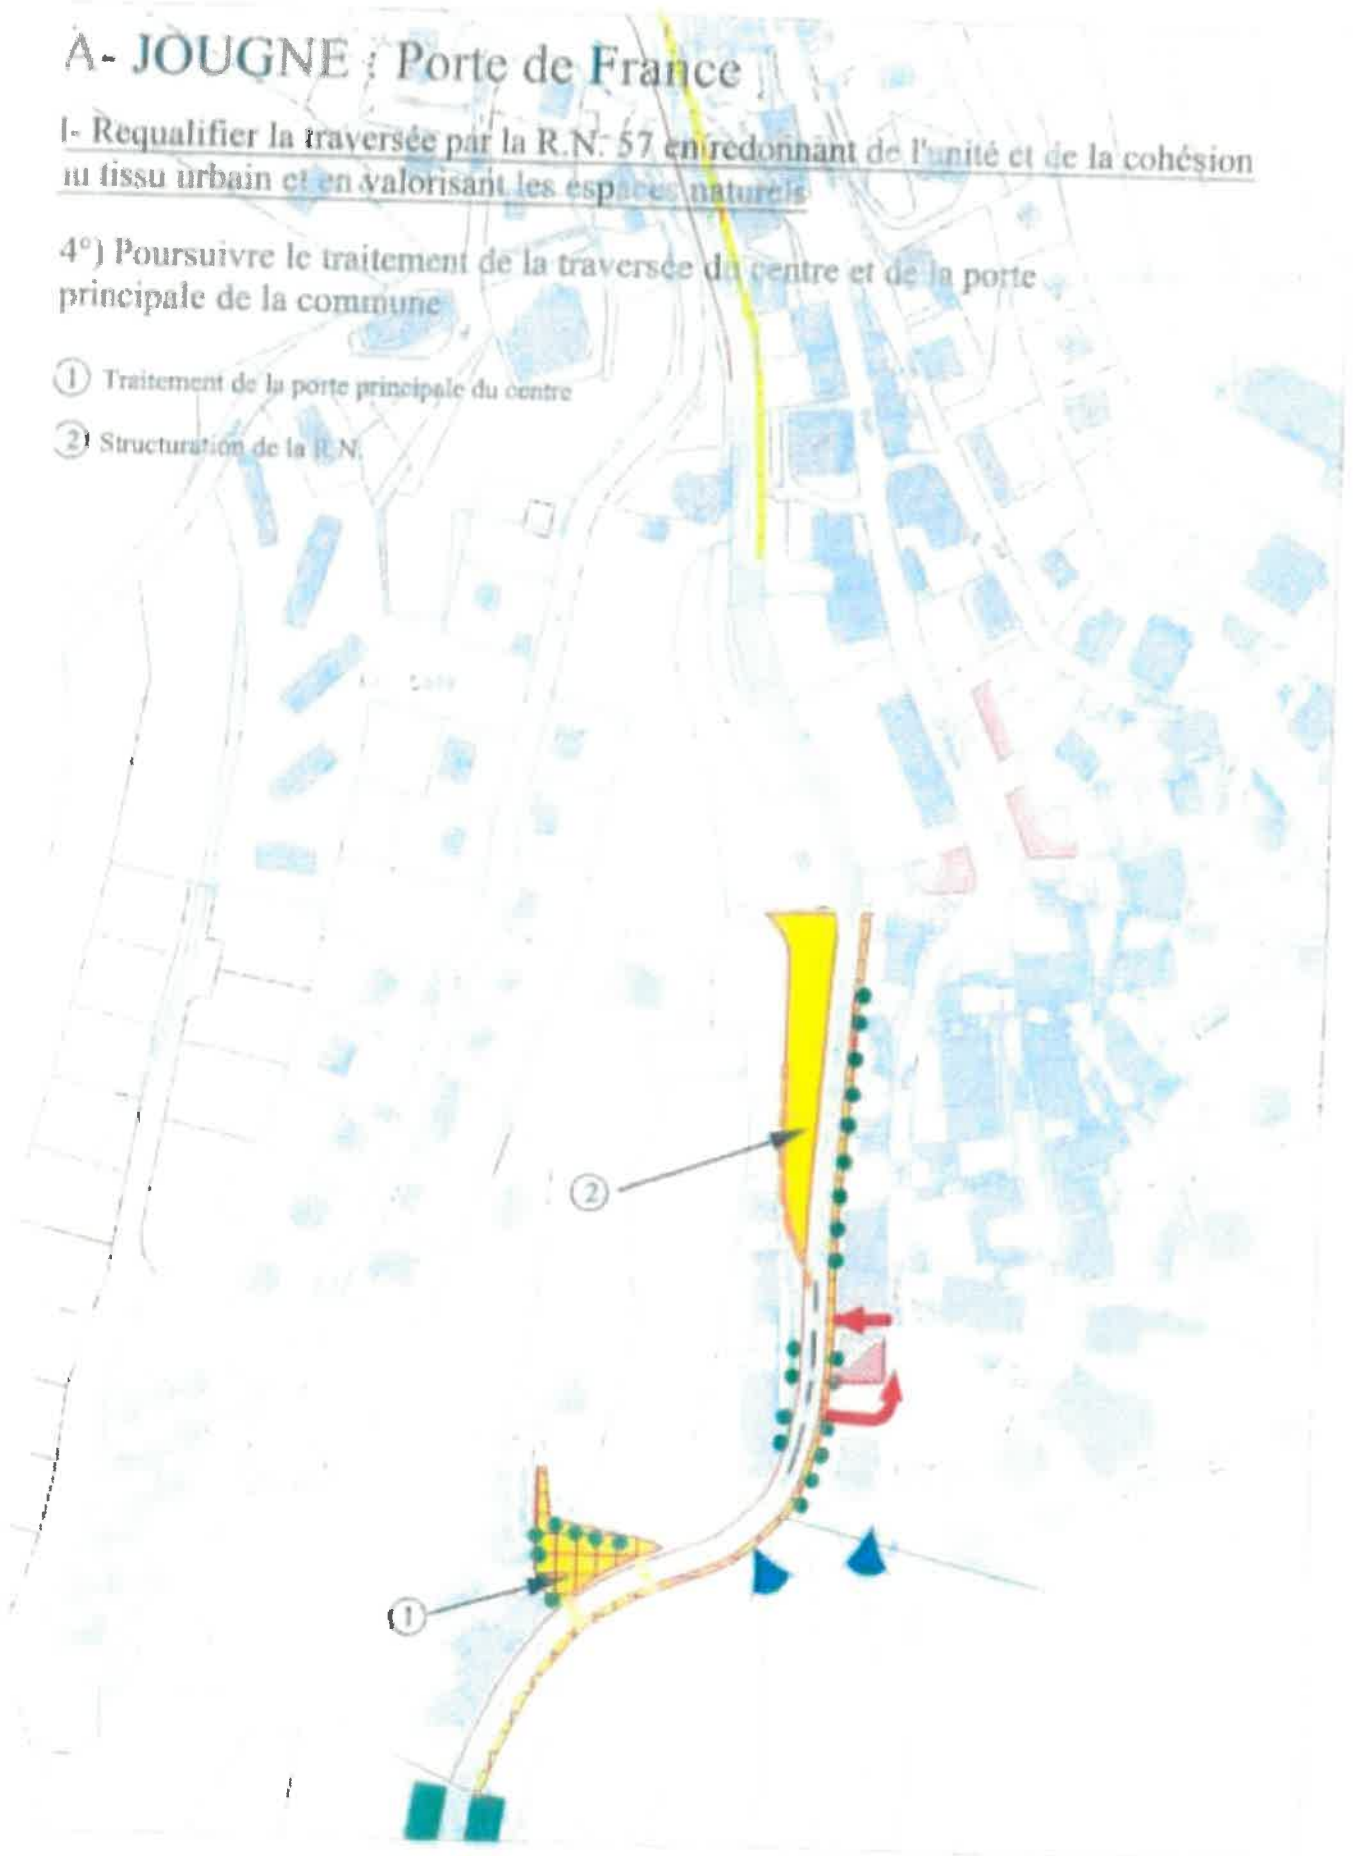 A- JOUGNE : Porte de France
I- Requalifier la traversée par la R.N. 57 en redonnant de l'unité et de la cohésion
au tissu urbain et en valorisant les espaces naturels
4°) Poursuivre le traitement de la traversée du centre et de la porte
principale de la commune
① Traitement de la porte principale du centre
② Structuration de la R.N.
②
①